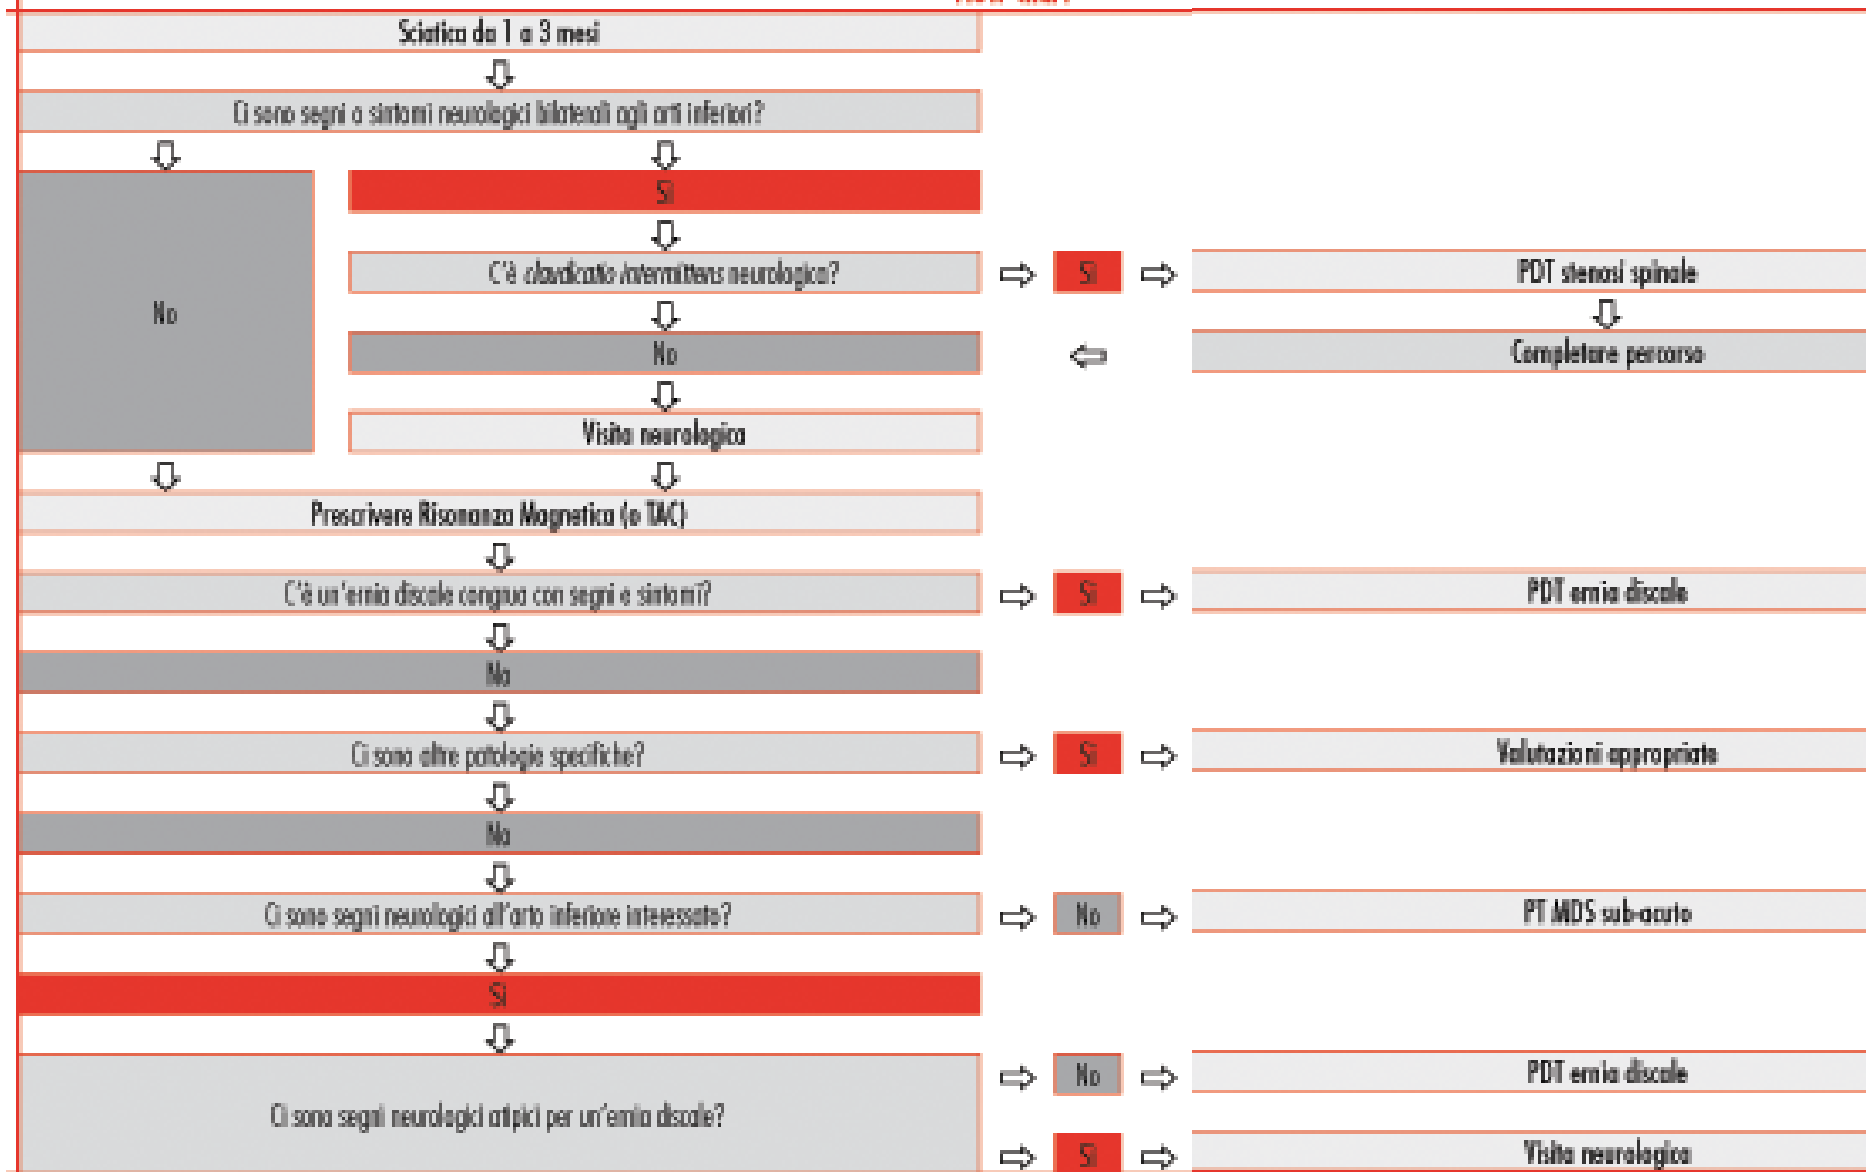 Sciatica da 1 a 3 mesi
Ci sono segni o sintomi neurologici bilaterali agli arti inferiori?
Sì
C'è claudicatio intermittens neurologica?
Sì
PDT stenosi spinale
No
No
Completare percorso
Visita neurologica
Prescrivere Risonanza Magnetica (o TAC)
C'è un'ernia discale congrua con segni e sintomi?
Sì
PDT ernia discale
No
Ci sono altre patologie specifiche?
Sì
Valutazioni appropriate
No
Ci sono segni neurologici all'arto inferiore interessato?
No
PT MDS sub-acuto
Sì
Ci sono segni neurologici atipici per un'ernia discale?
No
PDT ernia discale
Sì
Visita neurologica